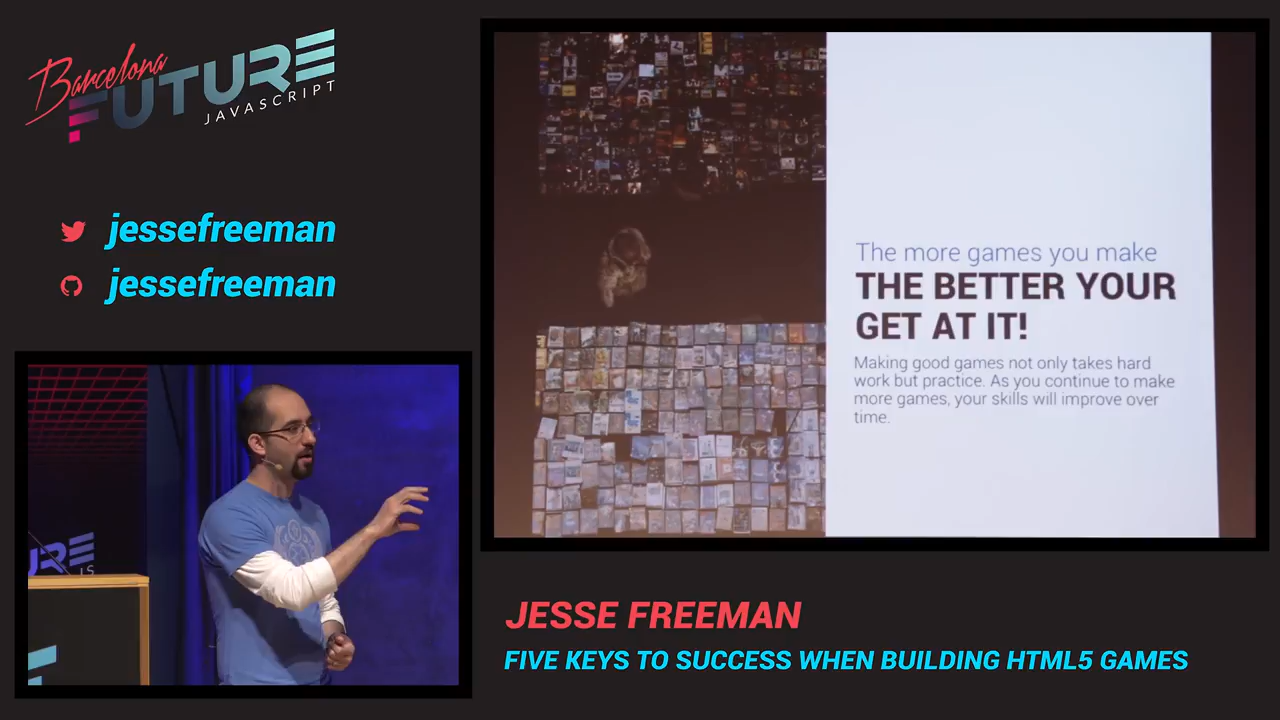 Barcelona
FUTURE
JAVASCRIPT
jessefreeman
jessefreeman
The more games you make
THE BETTER YOUR
GET AT IT!
Making good games not only takes hard
work but practice. As you continue to make
more games, your skills will improve over
time.
URE
JS
JESSE FREEMAN
FIVE KEYS TO SUCCESS WHEN BUILDING HTML5 GAMES